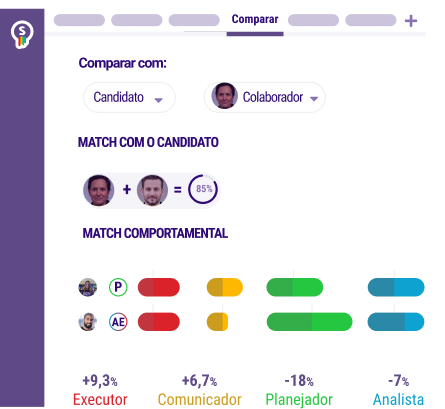 S
Comparar
+
Comparar com:
Candidato
Colaborador
MATCH COM O CANDIDATO
+ = 85%
MATCH COMPORTAMENTAL
P
AE
+9,3% +6,7% -18% -7%
Executor Comunicador Planejador Analista